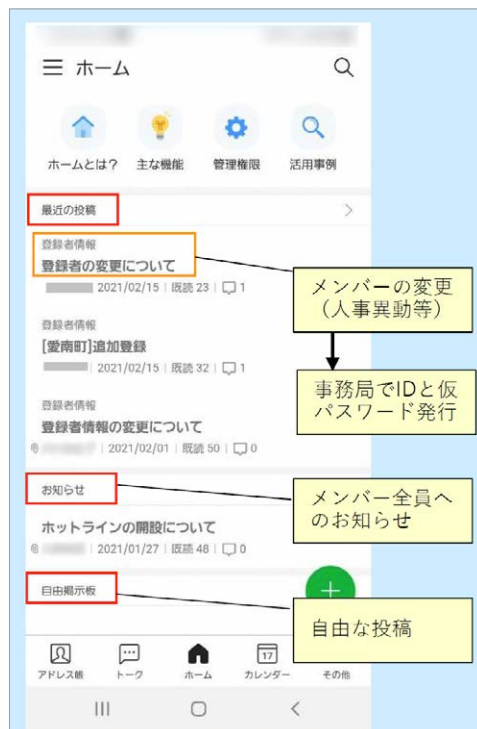 ホーム
ホームとは？ 主な機能 管理権限 活用事例
最近の投稿
登録者情報
登録者の変更について
2021/02/15 既読 23 1
メンバーの変更
（人事異動等）
登録者情報
[愛南町]追加登録
2021/02/15 既読 32 1
事務局でIDと仮
パスワード発行
登録者情報
登録者情報の変更について
2021/02/01 既読 50 0
お知らせ
メンバー全員へ
のお知らせ
ホットラインの開設について
2021/01/27 既読 48 0
自由掲示板
自由な投稿
17
アドレス帳 トーク ホーム カレンダー その他